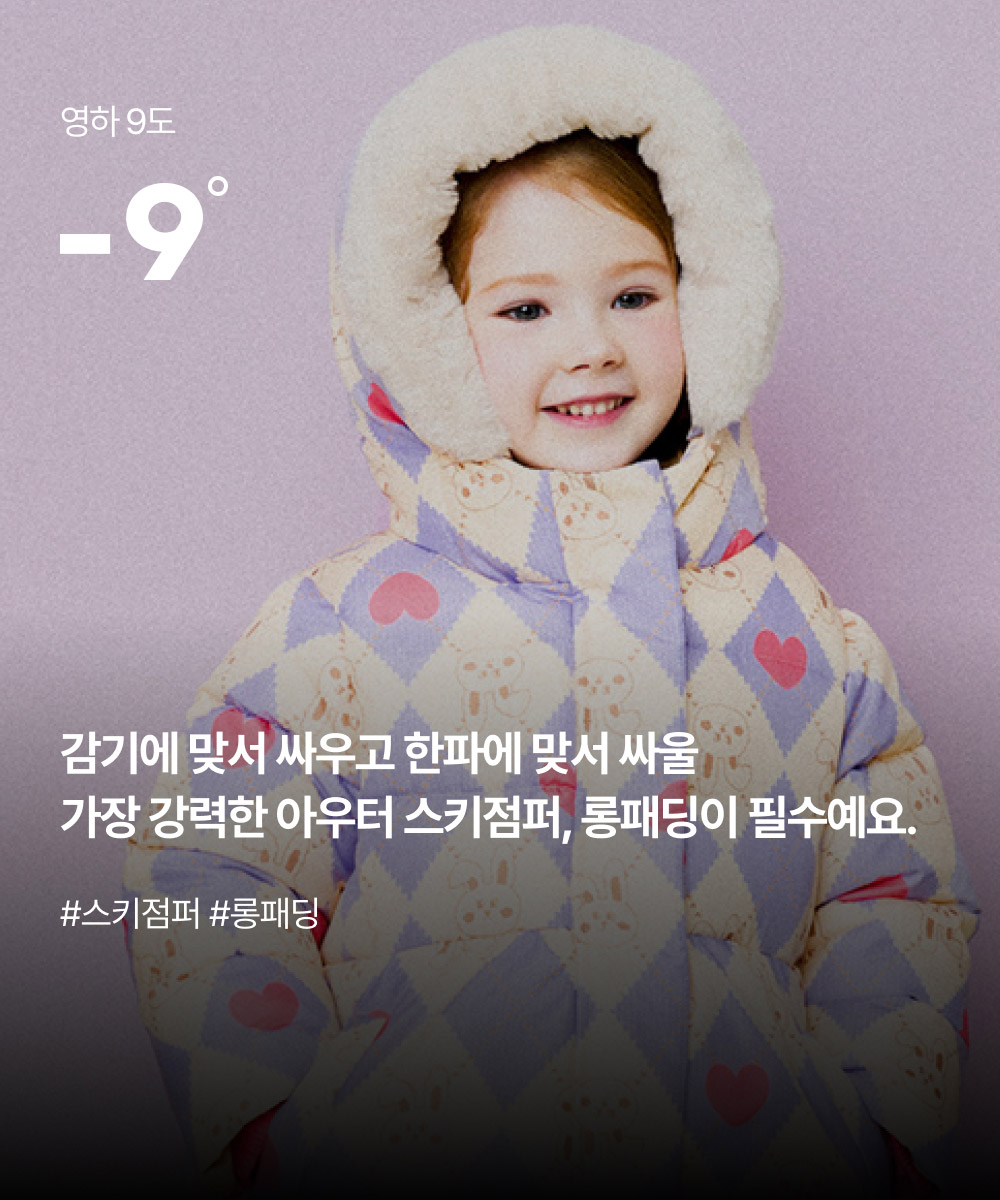 영하 9도
-9°
감기에 맞서 싸우고 한파에 맞서 싸울
가장 강력한 아우터 스키점퍼, 롱패딩이 필수예요.
#스키점퍼 #롱패딩